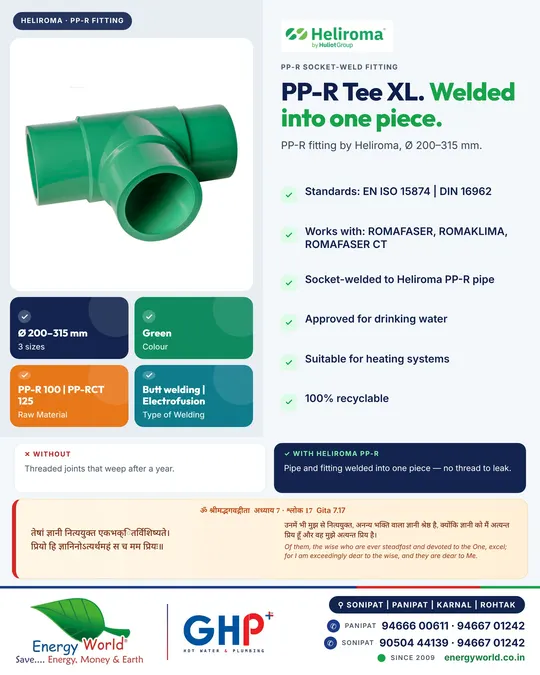 HELIROMA · PP-R FITTING
Heliroma
by HulietGroup
PP-R SOCKET-WELD FITTING
PP-R Tee XL. Welded
into one piece.
PP-R fitting by Heliroma, Ø 200–315 mm.
Standards: EN ISO 15874 | DIN 16962
Works with: ROMAFASER, ROMAKLIMA,
ROMAFASER CT
Socket-welded to Heliroma PP-R pipe
Approved for drinking water
Suitable for heating systems
100% recyclable
Ø 200–315 mm
3 sizes
Green
Colour
PP-R 100 | PP-RCT
125
Raw Material
Butt welding |
Electrofusion
Type of Welding
✕ WITHOUT
Threaded joints that weep after a year.
✓ WITH HELIROMA PP-R
Pipe and fitting welded into one piece — no thread to leak.
ॐ श्रीमद्भगवद्गीता अध्याय 7 · श्लोक 17 Gita 7.17
तेषां ज्ञानी नित्ययुक्त एकभक्ितर्विशिष्यते।
प्रियो हि ज्ञानिनोऽत्यर्थमहं स च मम प्रियः॥
उनमें भी मुझ से नित्ययुक्त, अनन्य भक्ति वाला ज्ञानी श्रेष्ठ है, क्योंकि ज्ञानी को मैं अत्यन्त
प्रिय हूँ और वह मुझे अत्यन्त प्रिय है।
Of them, the wise who are ever steadfast and devoted to the One, excel;
for I am exceedingly dear to the wise, and they are dear to Me.
Energy World
Save.... Energy, Money & Earth
GHP+
HOT WATER & PLUMBING
SONIPAT | PANIPAT | KARNAL | ROHTAK
PANIPAT 94666 00611 · 94667 01242
SONIPAT 90504 44139 · 94667 01242
SINCE 2009 energyworld.co.in